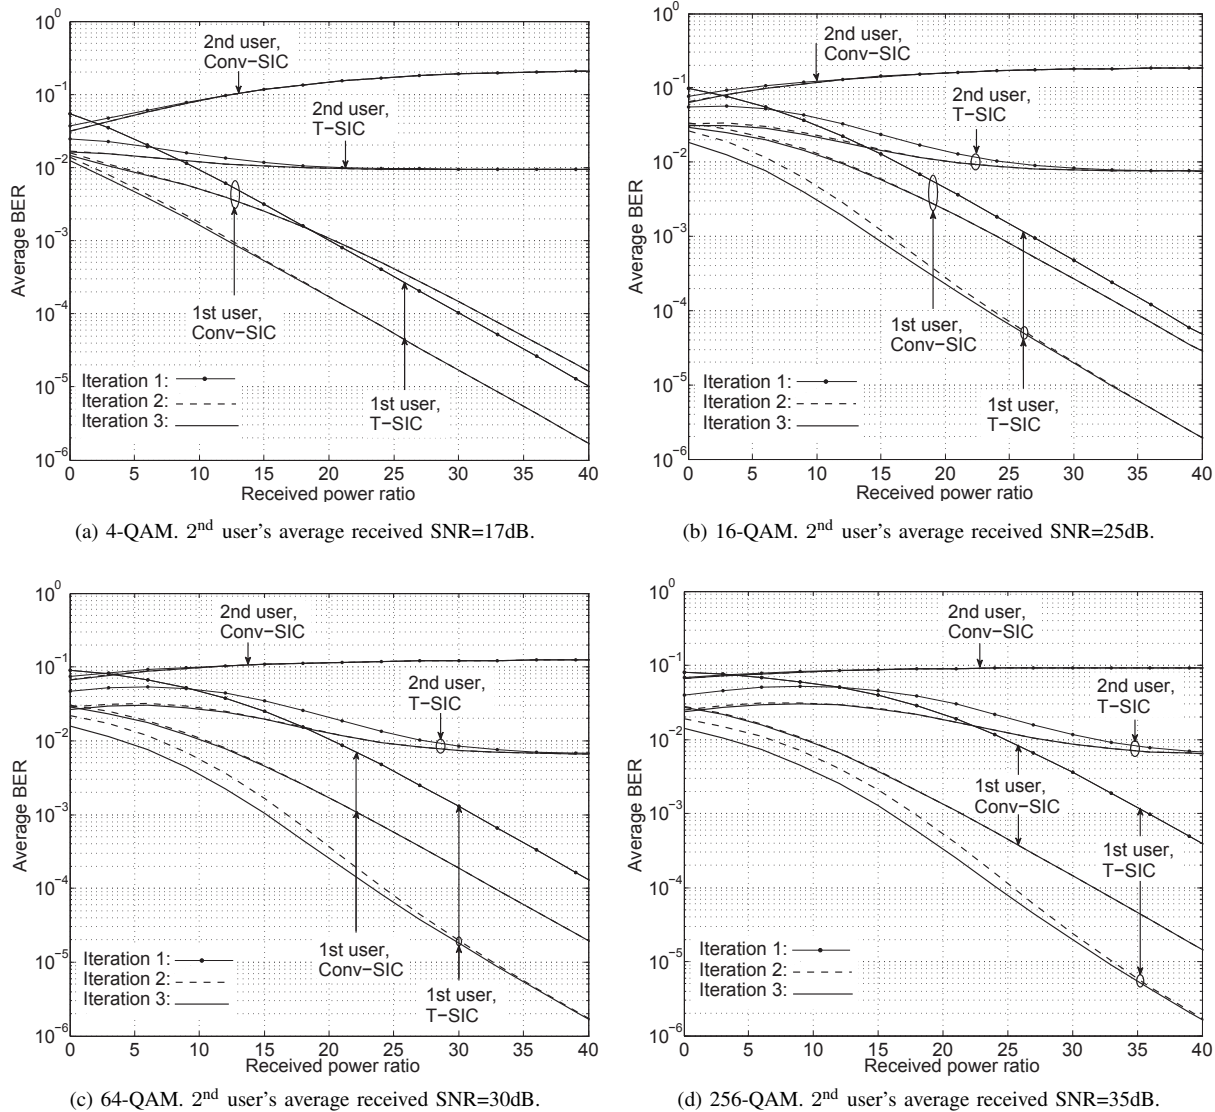 10⁰
10⁻¹
10⁻²
10⁻³
10⁻⁴
10⁻⁵
10⁻⁶
Average BER
2nd user,
Conv−SIC
2nd user,
T−SIC
1st user,
Conv−SIC
1st user,
T−SIC
Iteration 1:
Iteration 2:
Iteration 3:
0 5 10 15 20 25 30 35 40
Received power ratio
(a) 4-QAM. 2nd user's average received SNR=17dB.
10⁰
10⁻¹
10⁻²
10⁻³
10⁻⁴
10⁻⁵
10⁻⁶
Average BER
2nd user,
Conv−SIC
2nd user,
T−SIC
1st user,
Conv−SIC
1st user,
T−SIC
Iteration 1:
Iteration 2:
Iteration 3:
0 5 10 15 20 25 30 35 40
Received power ratio
(b) 16-QAM. 2nd user's average received SNR=25dB.
10⁰
10⁻¹
10⁻²
10⁻³
10⁻⁴
10⁻⁵
10⁻⁶
Average BER
2nd user,
Conv−SIC
2nd user,
T−SIC
1st user,
Conv−SIC
1st user,
T−SIC
Iteration 1:
Iteration 2:
Iteration 3:
0 5 10 15 20 25 30 35 40
Received power ratio
(c) 64-QAM. 2nd user's average received SNR=30dB.
10⁰
10⁻¹
10⁻²
10⁻³
10⁻⁴
10⁻⁵
10⁻⁶
Average BER
2nd user,
Conv−SIC
2nd user,
T−SIC
1st user,
Conv−SIC
1st user,
T−SIC
Iteration 1:
Iteration 2:
Iteration 3:
0 5 10 15 20 25 30 35 40
Received power ratio
(d) 256-QAM. 2nd user's average received SNR=35dB.